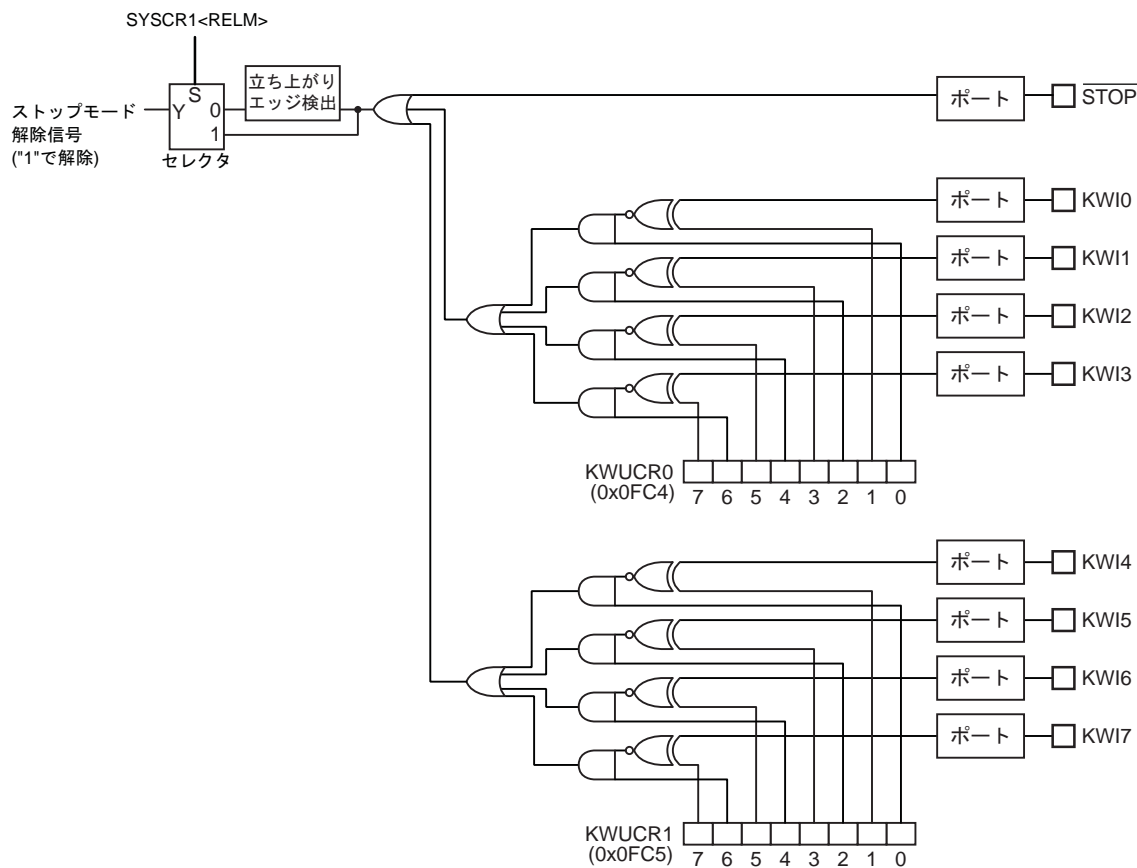 SYSCR1<RELM>
ストップモード
解除信号
("1"で解除)
S
Y
0
1
セレクタ
立ち上がり
エッジ検出
ポート
STOP
ポート
KWI0
ポート
KWI1
ポート
KWI2
ポート
KWI3
KWUCR0
(0x0FC4)
7 6 5 4 3 2 1 0
ポート
KWI4
ポート
KWI5
ポート
KWI6
ポート
KWI7
KWUCR1
(0x0FC5)
7 6 5 4 3 2 1 0